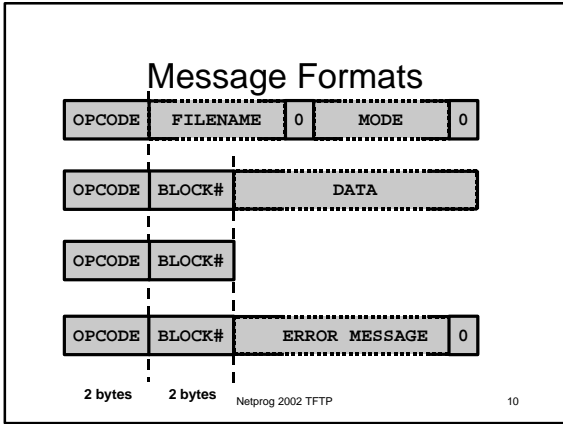 Message Formats
OPCODE FILENAME 0 MODE 0
OPCODE BLOCK# DATA
OPCODE BLOCK#
OPCODE BLOCK# ERROR MESSAGE 0
2 bytes 2 bytes
Netprog 2002 TFTP 10